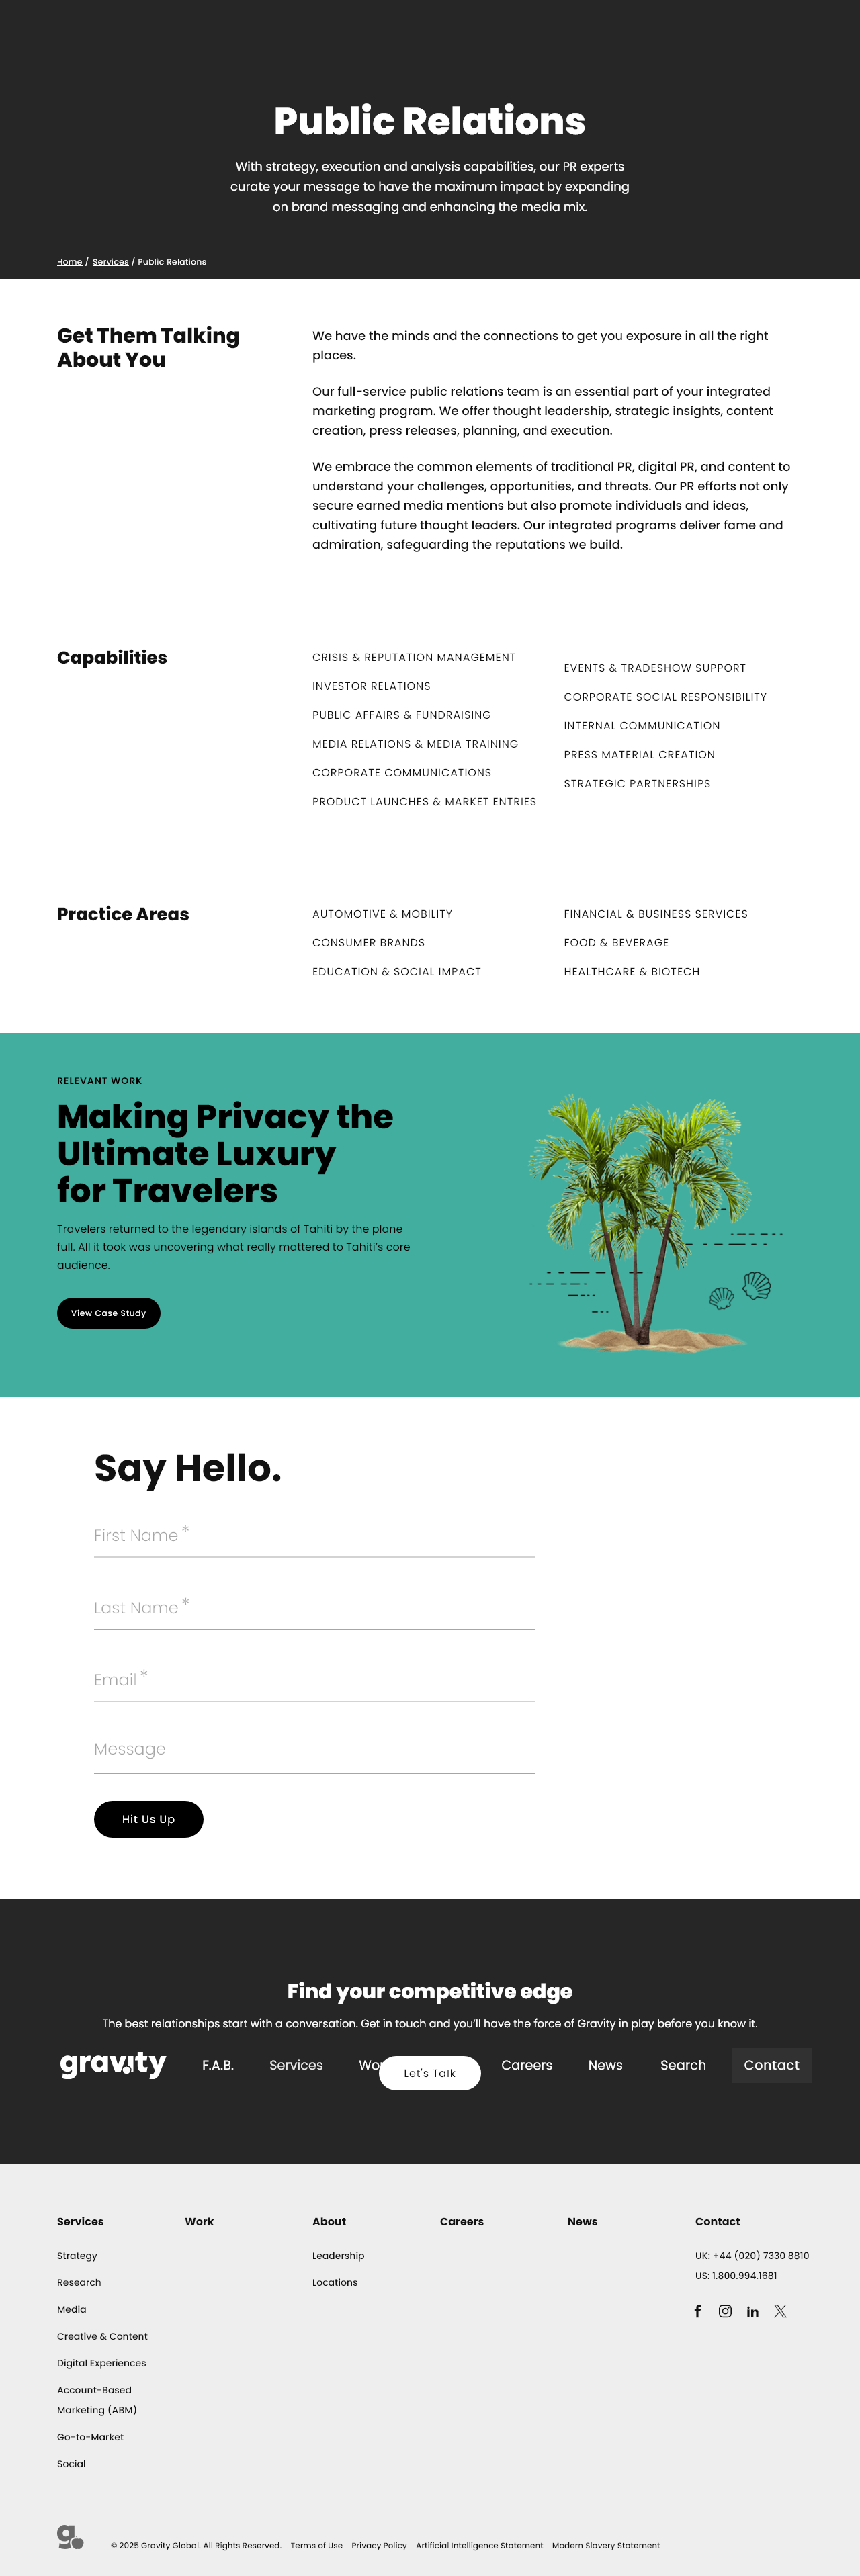 Public Relations
With strategy, execution and analysis capabilities, our PR experts
curate your message to have the maximum impact by expanding
on brand messaging and enhancing the media mix.
Home / Services / Public Relations
Get Them Talking
About You
We have the minds and the connections to get you exposure in all the right
places.
Our full-service public relations team is an essential part of your integrated
marketing program. We offer thought leadership, strategic insights, content
creation, press releases, planning, and execution.
We embrace the common elements of traditional PR, digital PR, and content to
understand your challenges, opportunities, and threats. Our PR efforts not only
secure earned media mentions but also promote individuals and ideas,
cultivating future thought leaders. Our integrated programs deliver fame and
admiration, safeguarding the reputations we build.
Capabilities
CRISIS & REPUTATION MANAGEMENT
INVESTOR RELATIONS
PUBLIC AFFAIRS & FUNDRAISING
MEDIA RELATIONS & MEDIA TRAINING
CORPORATE COMMUNICATIONS
PRODUCT LAUNCHES & MARKET ENTRIES
EVENTS & TRADESHOW SUPPORT
CORPORATE SOCIAL RESPONSIBILITY
INTERNAL COMMUNICATION
PRESS MATERIAL CREATION
STRATEGIC PARTNERSHIPS
Practice Areas
AUTOMOTIVE & MOBILITY
CONSUMER BRANDS
EDUCATION & SOCIAL IMPACT
FINANCIAL & BUSINESS SERVICES
FOOD & BEVERAGE
HEALTHCARE & BIOTECH
RELEVANT WORK
Making Privacy the
Ultimate Luxury
for Travelers
Travelers returned to the legendary islands of Tahiti by the plane
full. All it took was uncovering what really mattered to Tahiti's core
audience.
View Case Study
Say Hello.
First Name *
Last Name *
Email *
Message
Hit Us Up
Find your competitive edge
The best relationships start with a conversation. Get in touch and you'll have the force of Gravity in play before you know it.
gravity F.A.B. Services Let's Talk Careers News Search Contact
Services
Strategy
Research
Media
Creative & Content
Digital Experiences
Account-Based
Marketing (ABM)
Go-to-Market
Social
Work
About
Leadership
Locations
Careers
News
Contact
UK: +44 (020) 7330 8810
US: 1.800.994.1681
g
© 2025 Gravity Global. All Rights Reserved. Terms of Use Privacy Policy Artificial Intelligence Statement Modern Slavery Statement